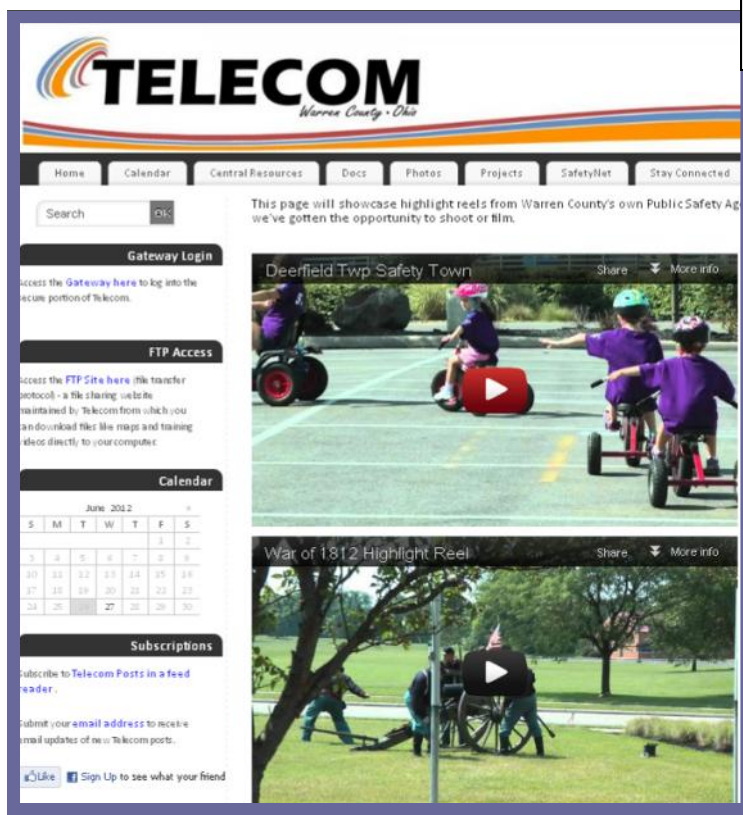 TELECOM
Warren County • Ohio
Home Calendar Central Resources Docs Photos Projects SafetyNet Stay Connected
Search OK
This page will showcase highlight reels from Warren County's own Public Safety Ag
we've gotten the opportunity to shoot or film.
Gateway Login
Access the Gateway here to log into the
secure portion of Telecom.
FTP Access
Access the FTP Site here (file transfer
protocol) - a file sharing website
maintained by Telecom from which you
can download files like maps and training
videos directly to your computer.
Calendar
June 2012 «
S M T W T F S
1 2
3 4 5 6 7 8 9
10 11 12 13 14 15 16
17 18 19 20 21 22 23
24 25 26 27 28 29 30
Subscriptions
Subscribe to Telecom Posts in a feed
reader .
Submit your email address to receive
email updates of new Telecom posts.
Like Sign Up to see what your friend
Deerfield Twp Safety Town Share More info
War of 1812 Highlight Reel Share More info